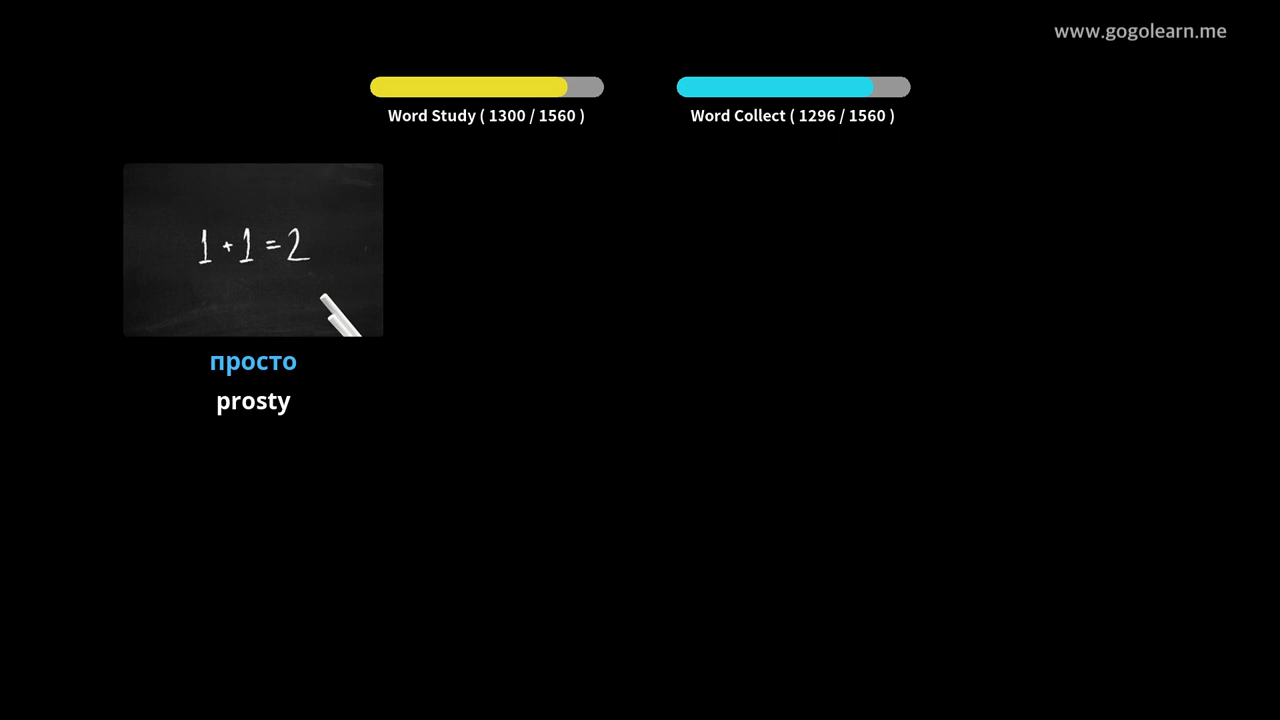 www.gogolearn.me
Word Study ( 1300 / 1560 )
Word Collect ( 1296 / 1560 )
1 + 1 = 2
просто
prosty